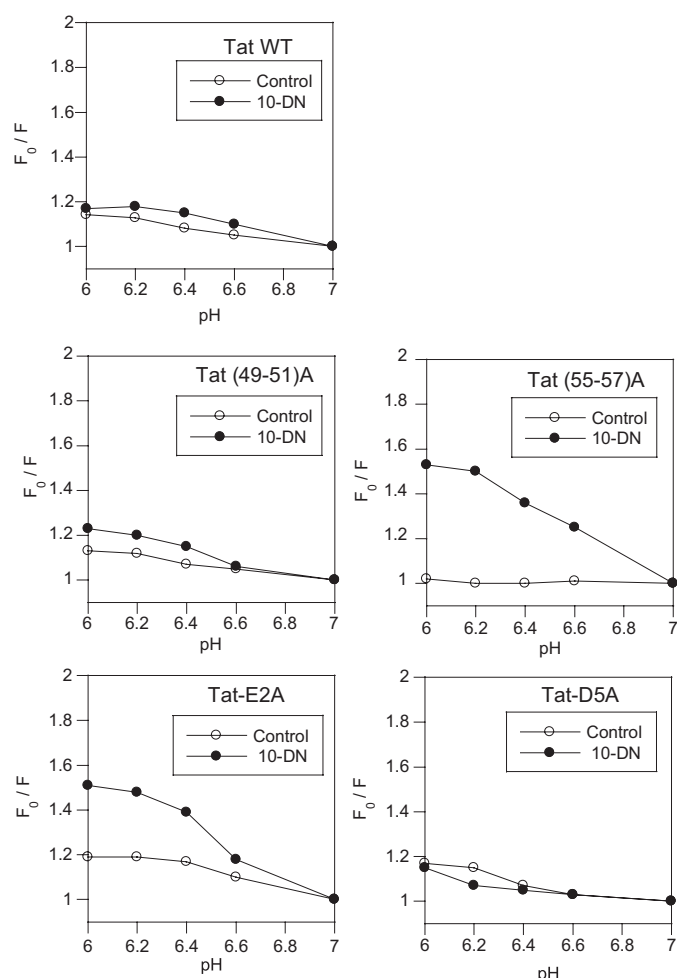 Tat WT
Control
10-DN
2
1.8
1.6
1.4
1.2
1
F0 / F
6 6.2 6.4 6.6 6.8 7
pH
Tat (49-51)A
Control
10-DN
2
1.8
1.6
1.4
1.2
1
F0 / F
6 6.2 6.4 6.6 6.8 7
pH
Tat (55-57)A
Control
10-DN
2
1.8
1.6
1.4
1.2
1
F0 / F
6 6.2 6.4 6.6 6.8 7
pH
Tat-E2A
Control
10-DN
2
1.8
1.6
1.4
1.2
1
F0 / F
6 6.2 6.4 6.6 6.8 7
pH
Tat-D5A
Control
10-DN
2
1.8
1.6
1.4
1.2
1
F0 / F
6 6.2 6.4 6.6 6.8 7
pH